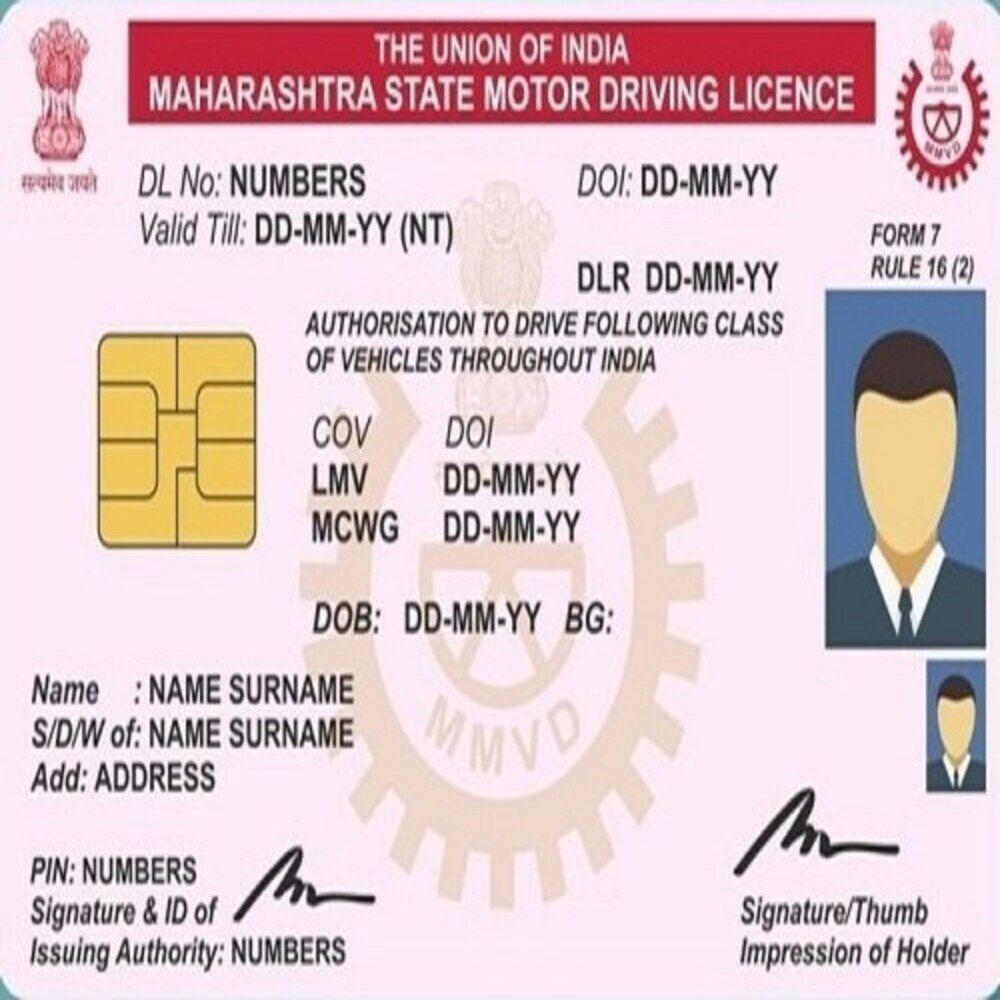 THE UNION OF INDIA
MAHARASHTRA STATE MOTOR DRIVING LICENCE
सत्यमेव जयते
MMVD
DL No: NUMBERS
DOI: DD-MM-YY
Valid Till: DD-MM-YY (NT)
FORM 7
RULE 16 (2)
DLR DD-MM-YY
AUTHORISATION TO DRIVE FOLLOWING CLASS
OF VEHICLES THROUGHOUT INDIA
COV DOI
LMV DD-MM-YY
MCWG DD-MM-YY
DOB: DD-MM-YY BG:
Name : NAME SURNAME
S/D/W of: NAME SURNAME
Add: ADDRESS
MMVD
PIN: NUMBERS
Signature & ID of
Issuing Authority: NUMBERS
Signature/Thumb
Impression of Holder